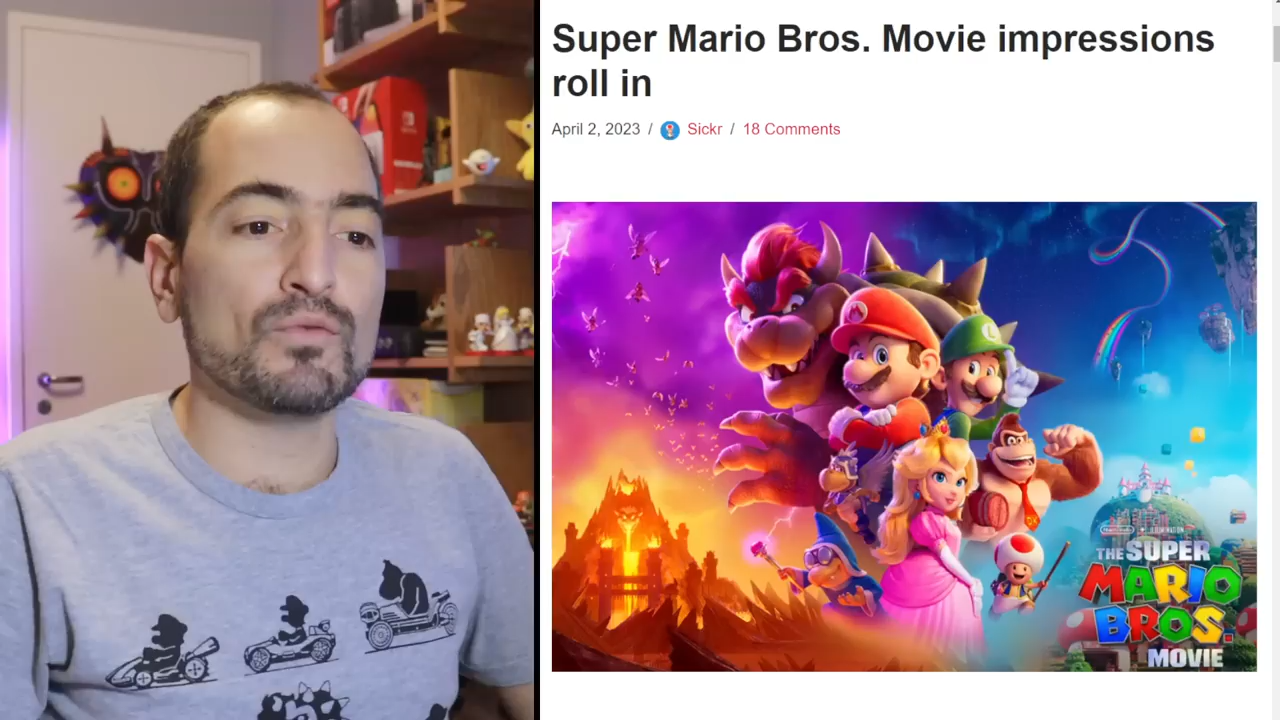 Super Mario Bros. Movie impressions
roll in
April 2, 2023 / Sickr / 18 Comments
THE SUPER
MARIO
BROS.
MOVIE